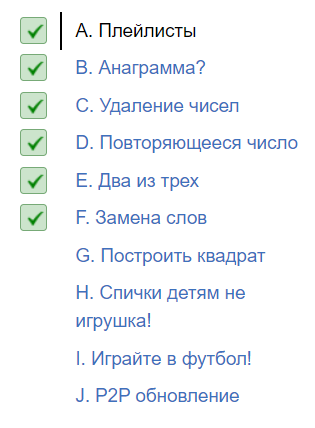 A. Плейлисты
B. Анаграмма?
C. Удаление чисел
D. Повторяющееся число
E. Два из трех
F. Замена слов
G. Построить квадрат
H. Спички детям не
игрушка!
I. Играйте в футбол!
J. P2P обновление